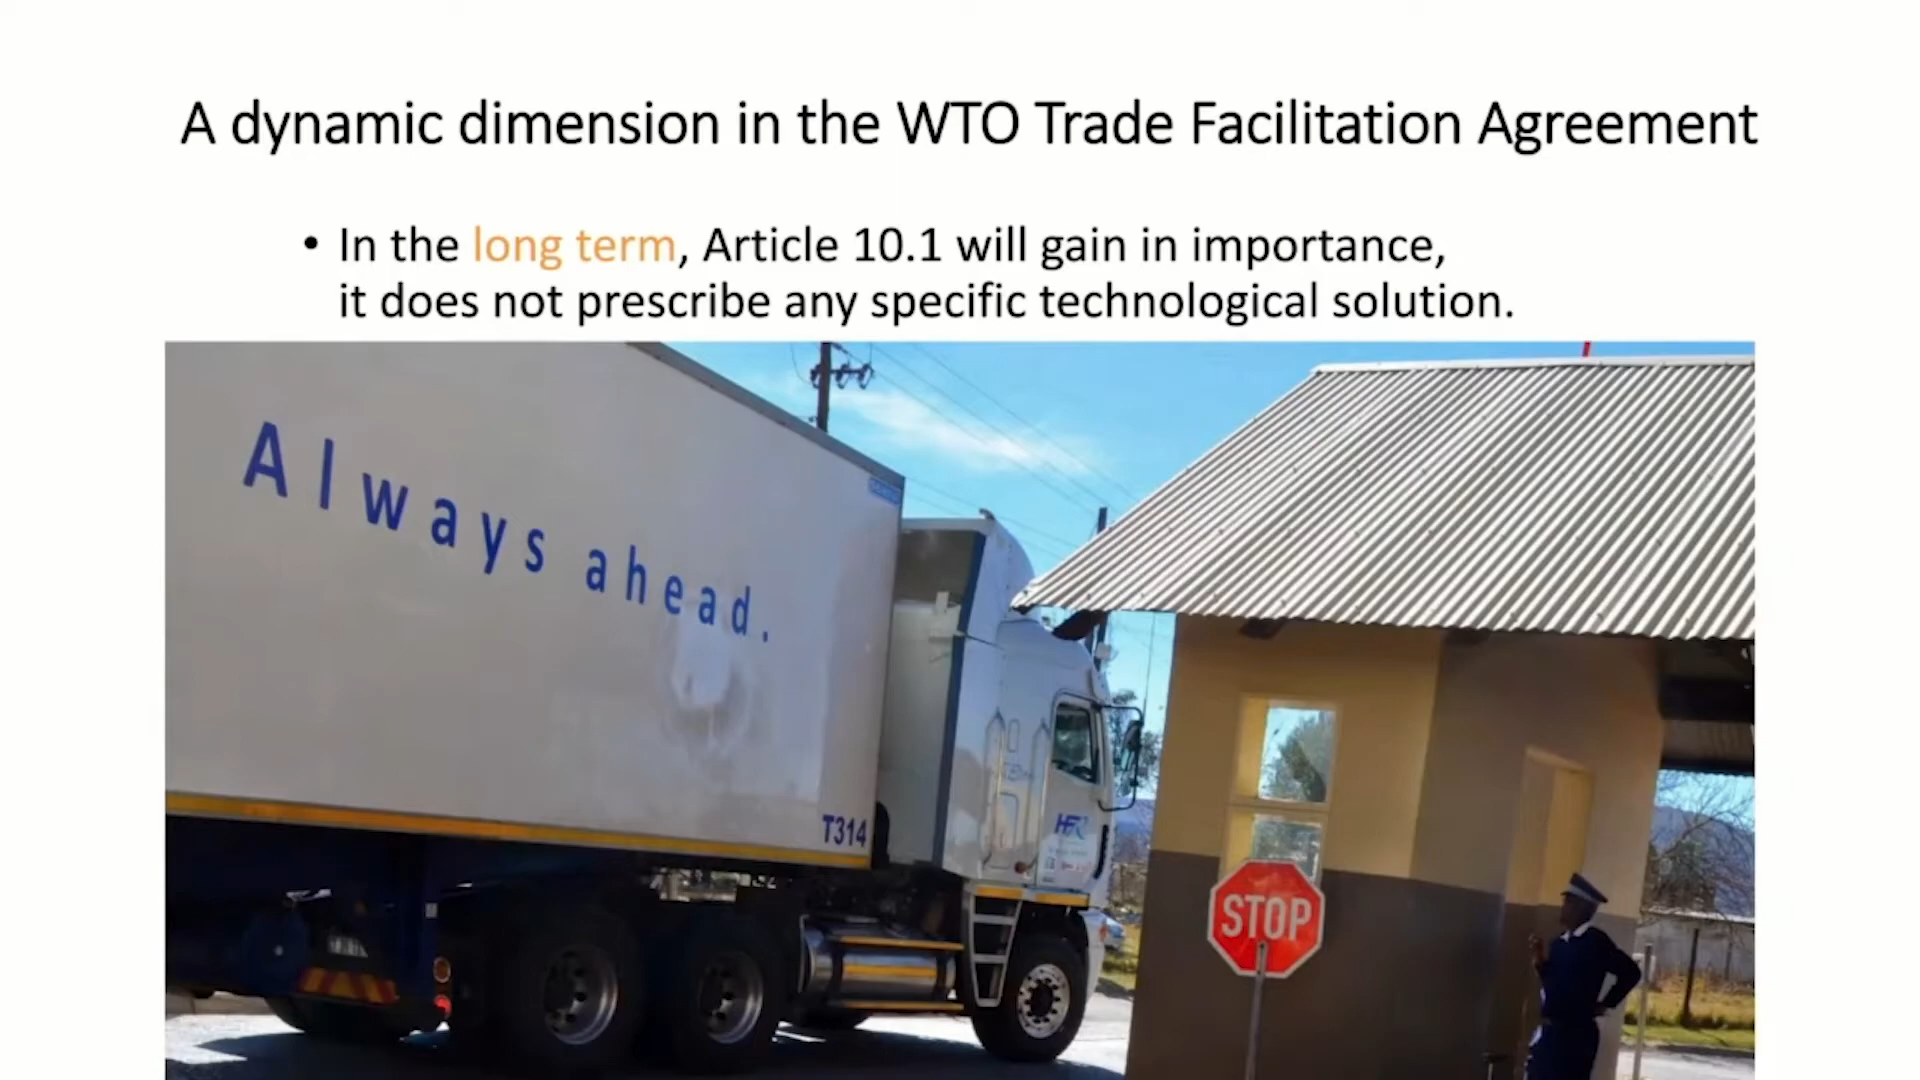 A dynamic dimension in the WTO Trade Facilitation Agreement
• In the long term, Article 10.1 will gain in importance,
it does not prescribe any specific technological solution.
Always ahead.
T314
HFR
STOP